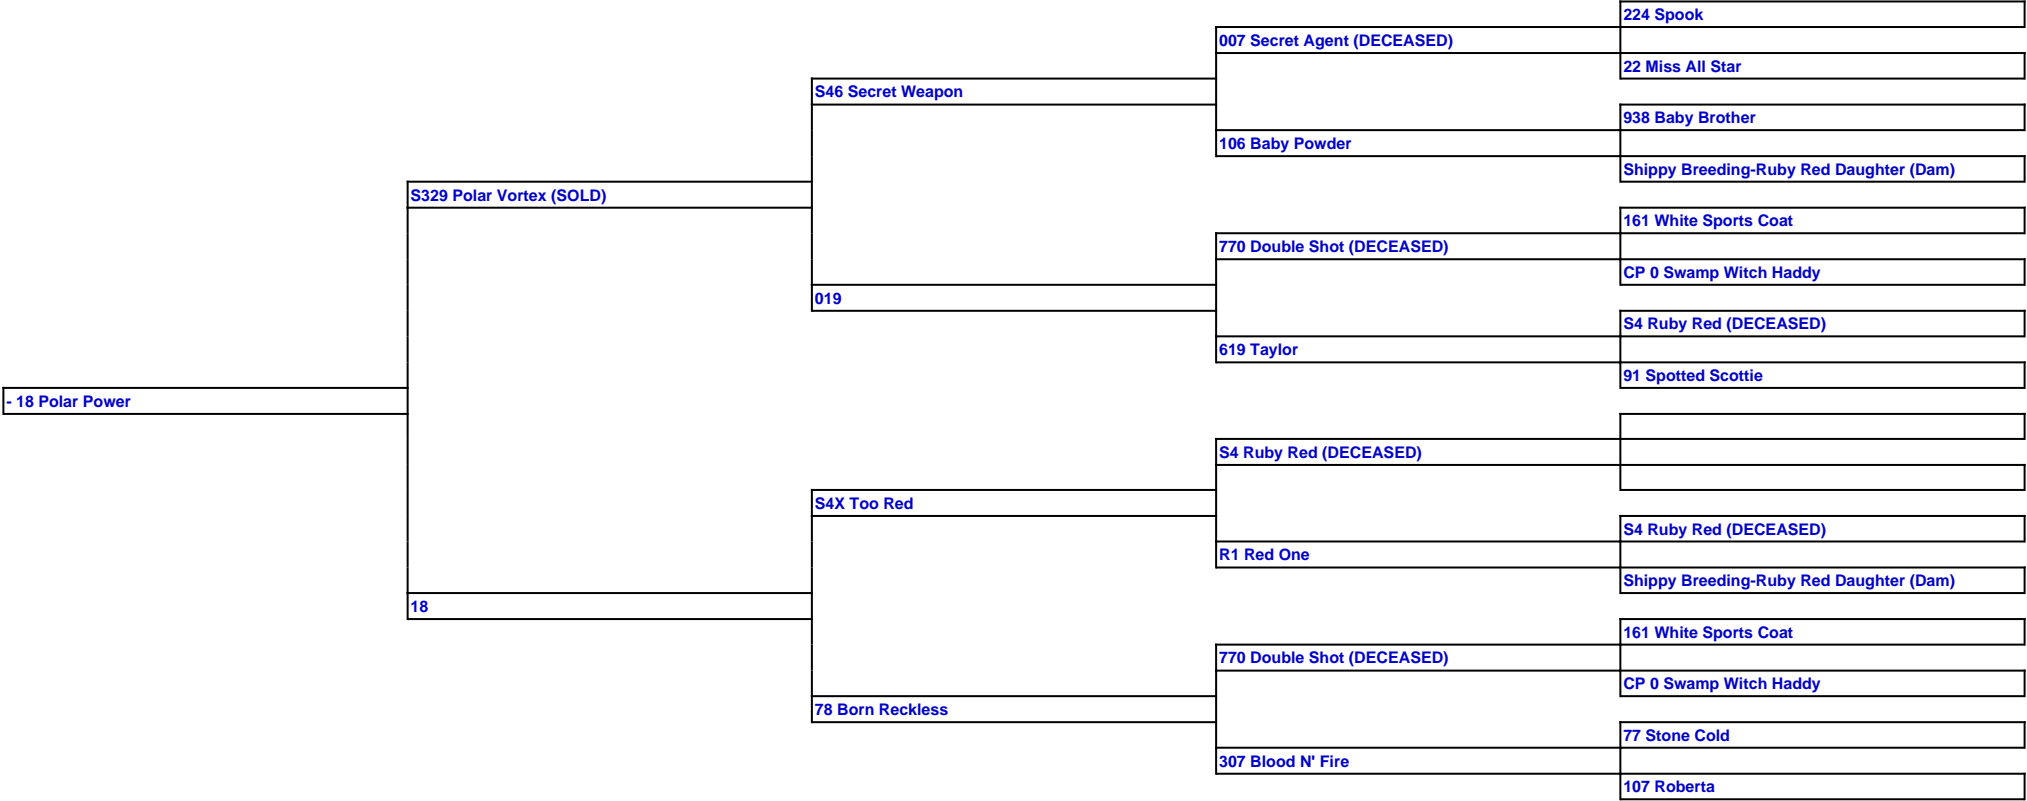 224 Spook
007 Secret Agent (DECEASED)
22 Miss All Star
S46 Secret Weapon
938 Baby Brother
106 Baby Powder
Shippy Breeding-Ruby Red Daughter (Dam)
S329 Polar Vortex (SOLD)
161 White Sports Coat
770 Double Shot (DECEASED)
CP 0 Swamp Witch Haddy
019
S4 Ruby Red (DECEASED)
619 Taylor
91 Spotted Scottie
- 18 Polar Power
S4 Ruby Red (DECEASED)
S4X Too Red
S4 Ruby Red (DECEASED)
R1 Red One
Shippy Breeding-Ruby Red Daughter (Dam)
18
161 White Sports Coat
770 Double Shot (DECEASED)
CP 0 Swamp Witch Haddy
78 Born Reckless
77 Stone Cold
307 Blood N' Fire
107 Roberta